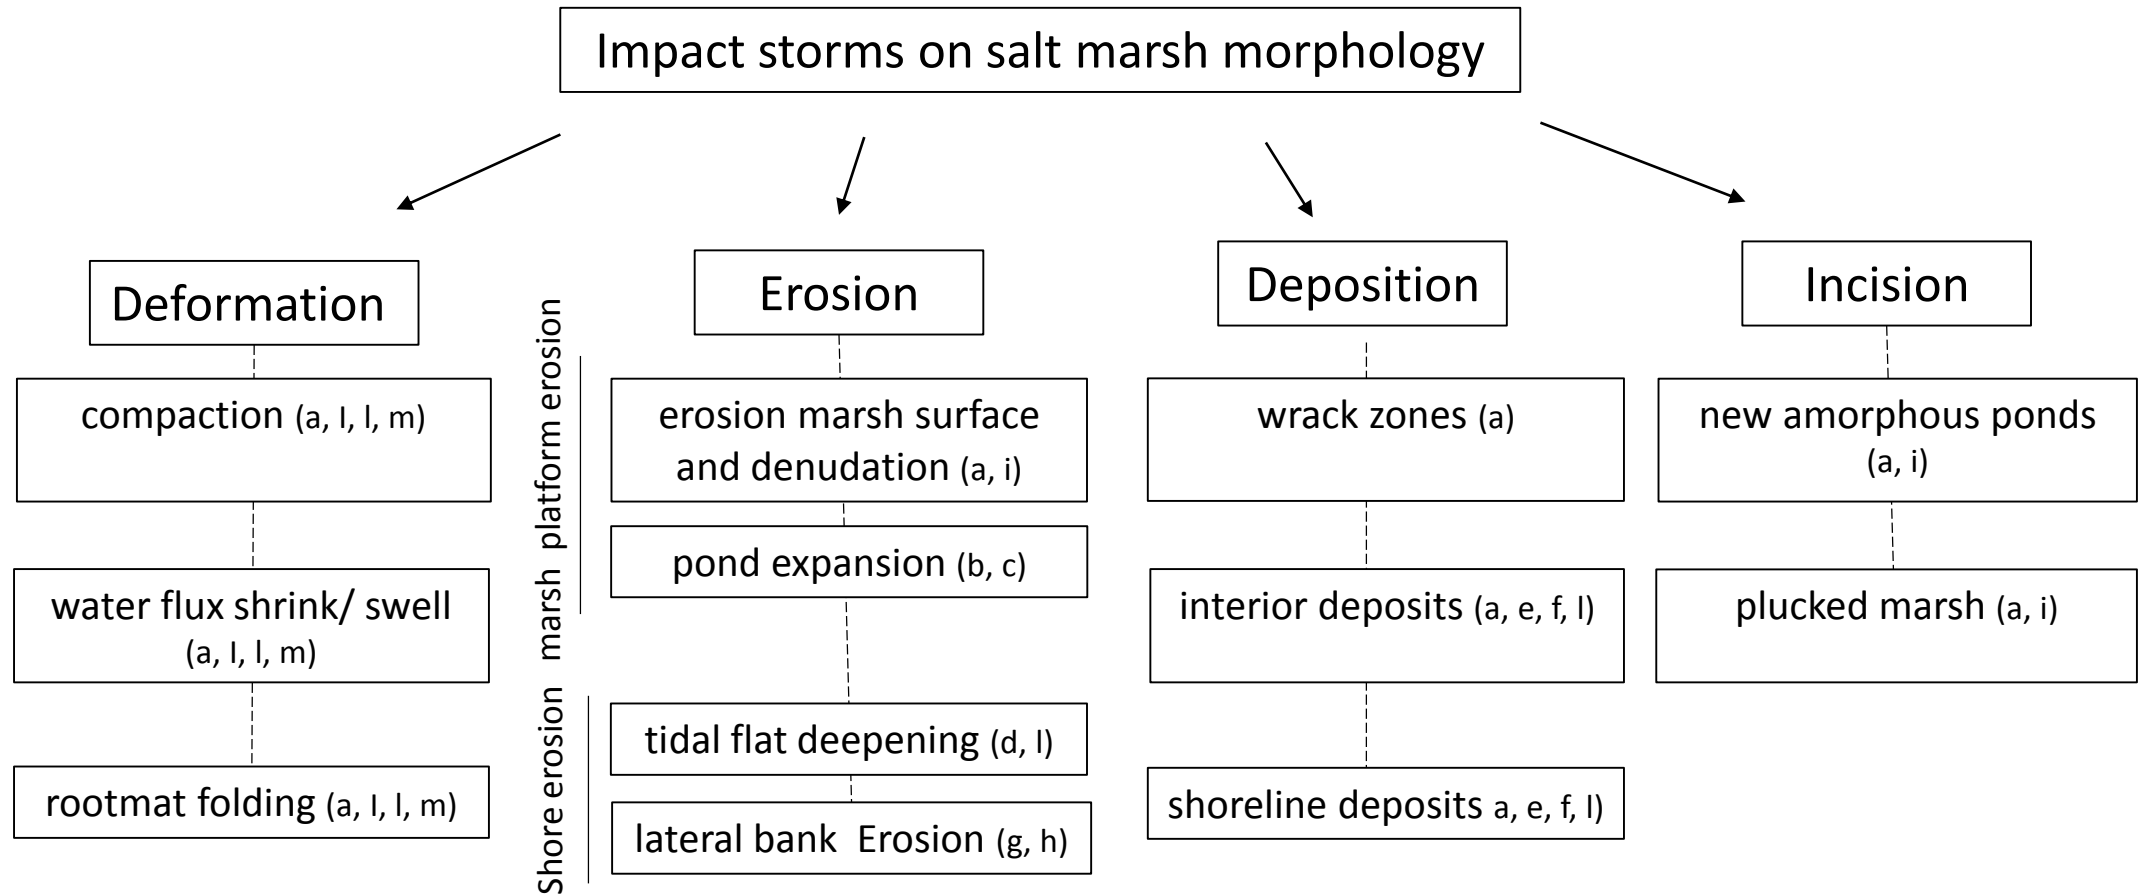 Impact storms on salt marsh morphology
Deformation
compaction (a, I, l, m)
water flux shrink/ swell
(a, I, l, m)
rootmat folding (a, I, l, m)
marsh platform erosion
Shore erosion
Erosion
erosion marsh surface
and denudation (a, i)
pond expansion (b, c)
tidal flat deepening (d, l)
lateral bank Erosion (g, h)
Deposition
wrack zones (a)
interior deposits (a, e, f, l)
shoreline deposits a, e, f, l)
Incision
new amorphous ponds
(a, i)
plucked marsh (a, i)